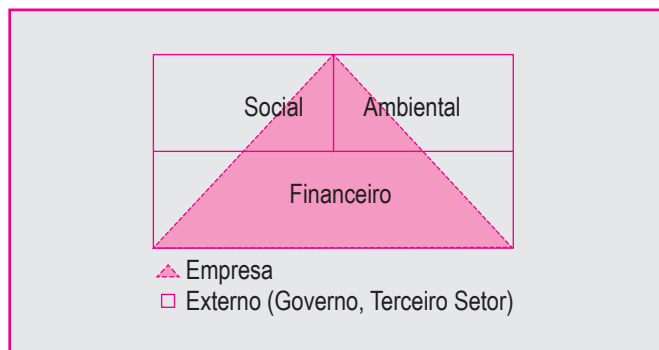 Social Ambiental
Financeiro
Empresa
Externo (Governo, Terceiro Setor)